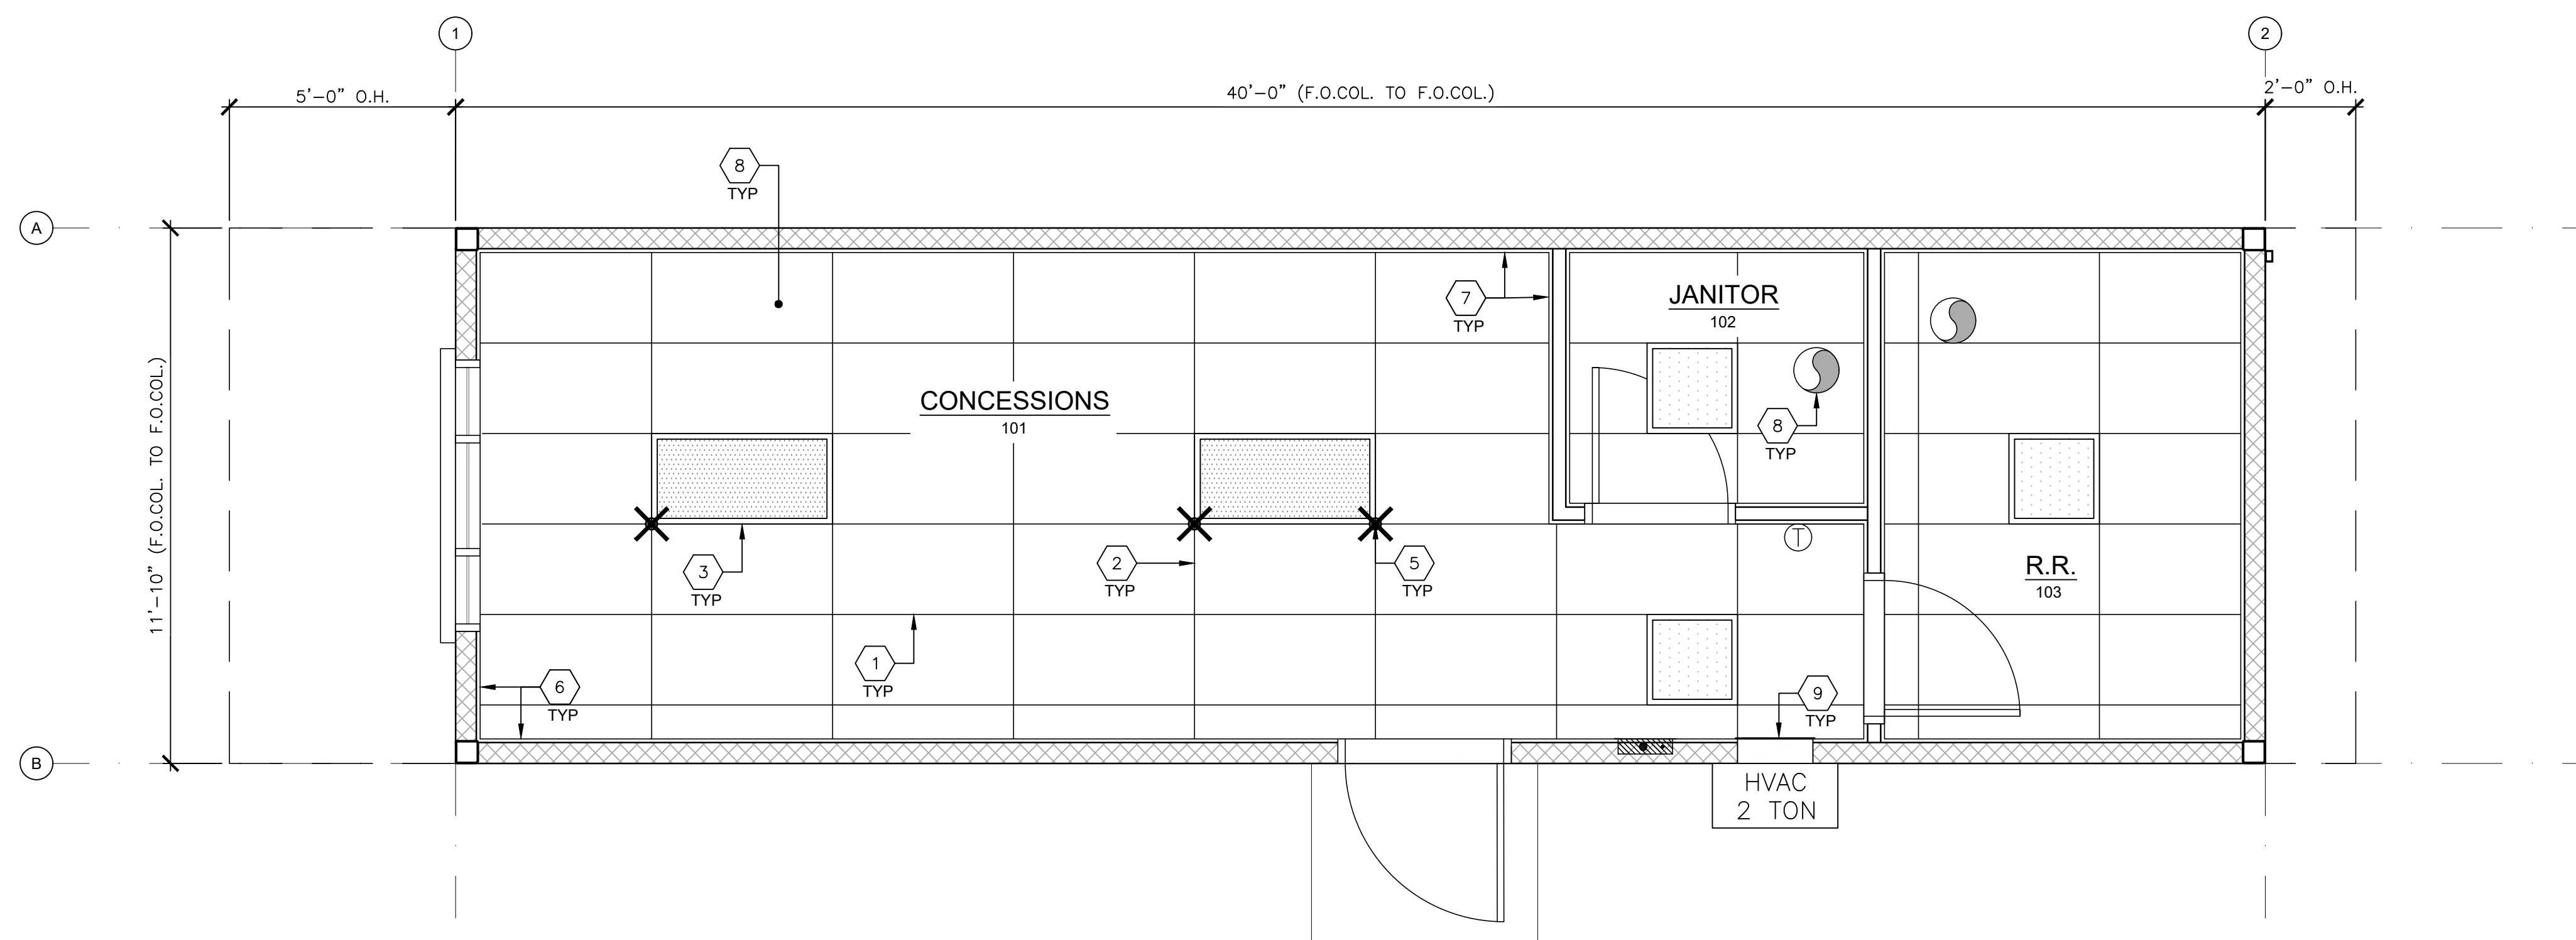 1
2
5'-0" O.H.
40'-0" (F.O.COL. TO F.O.COL.)
2'-0" O.H.
8
TYP
A
11'-10" (F.O.COL. TO F.O.COL.)
7
TYP
JANITOR
102
CONCESSIONS
101
8
TYP
3
TYP
2
TYP
5
TYP
T
R.R.
103
1
TYP
6
TYP
9
TYP
B
HVAC
2 TON